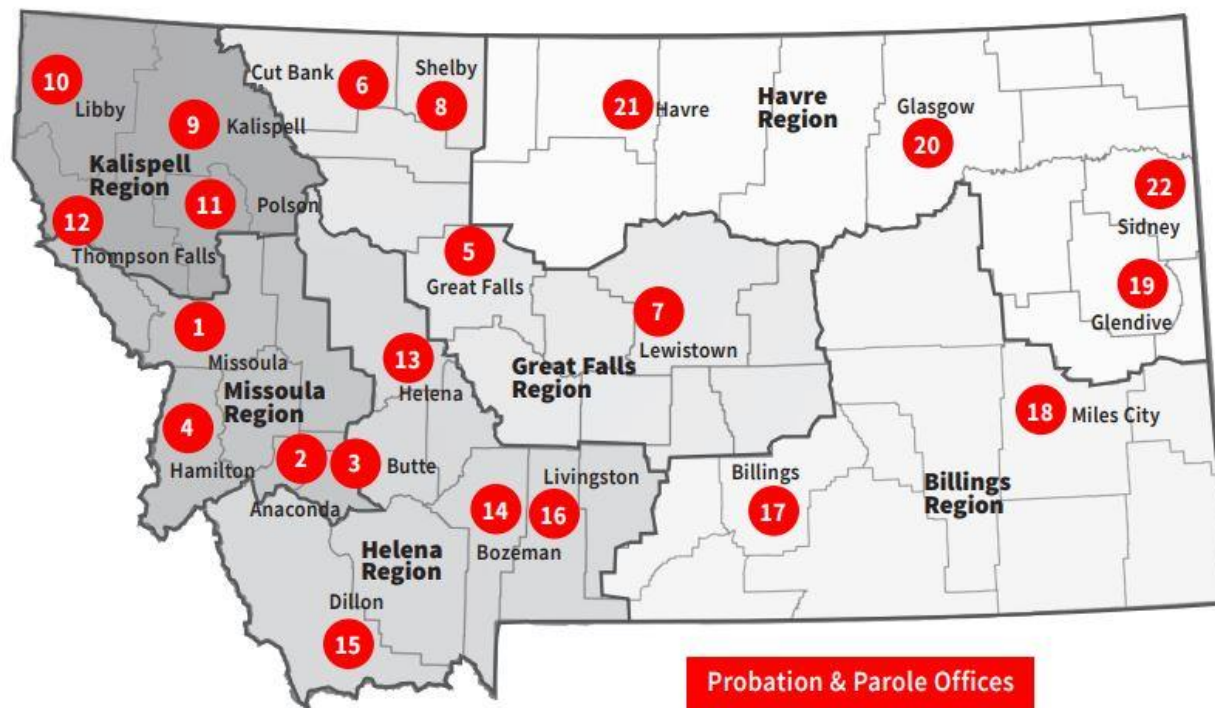 Cut Bank
6
Shelby
8
10
Libby
9
Kalispell
21
Havre
Havre
Region
Glasgow
20
Kalispell
Region
11
Polson
12
Thompson Falls
22
Sidney
5
Great Falls
19
Glendive
1
Missoula
7
Lewistown
13
Helena
Great Falls
Region
Missoula
Region
4
Hamilton
18
Miles City
2
Anaconda
3
Butte
Livingston
16
14
Bozeman
Billings
17
Billings
Region
Helena
Region
Dillon
15
Probation & Parole Offices